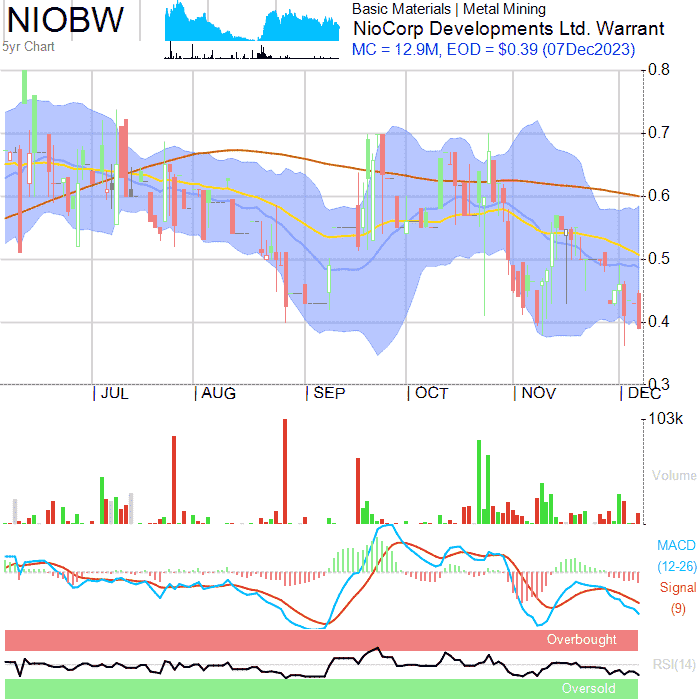 NIOBW
5yr Chart
Basic Materials | Metal Mining
NioCorp Developments Ltd. Warrant
MC = 12.9M, EOD = $0.39 (07Dec2023)
0.8
0.7
0.6
0.5
0.4
0.3
| JUL | AUG | SEP | OCT | NOV | DEC
103k
Volume
MACD
(12-26)
Signal
(9)
Overbought
RSI(14)
Oversold